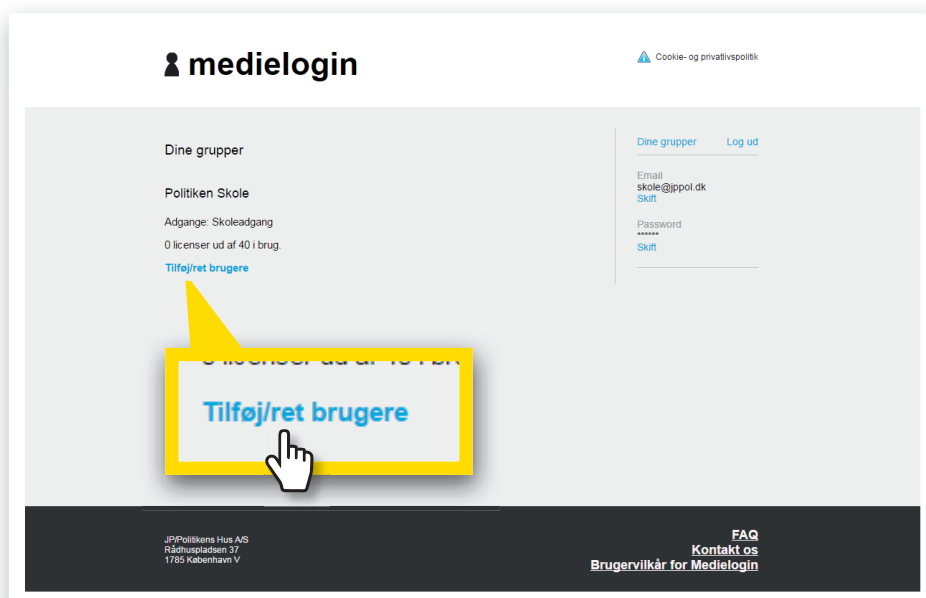 medielogin
Cookie- og privatlivspolitik
Dine grupper
Politiken Skole
Adgange: Skoleadgang
0 licenser ud af 40 i brug.
Tilføj/ret brugere
Dine grupper Log ud
Email
skole@jppol.dk
Skift
Password
******
Skift
Tilføj/ret brugere
JP/Politikens Hus A/S
Rådhuspladsen 37
1785 København V
FAQ
Kontakt os
Brugervilkår for Medielogin